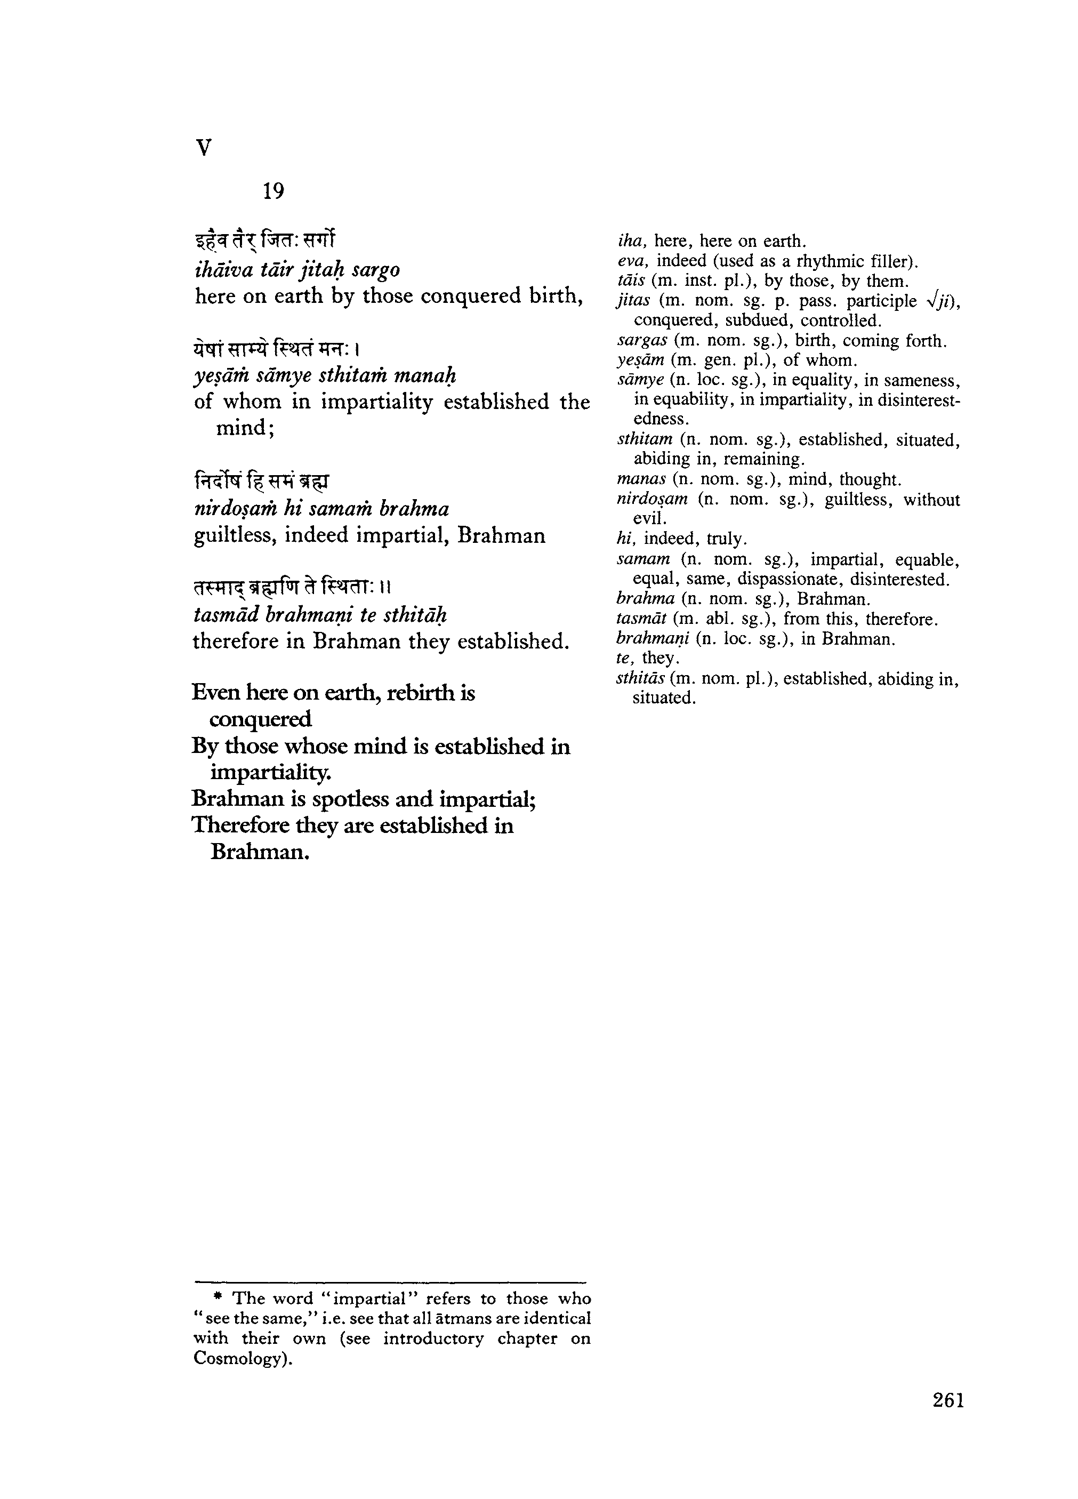 V
19
इहैव तैर् जितः सर्गो
ihāiva tāir jitaḥ sargo
here on earth by those conquered birth,
येषां साम्ये स्थितं मनः ।
yeṣāṁ sāmye sthitaṁ manaḥ
of whom in impartiality established the
mind;
निर्दोषं हि समं ब्रह्म
nirdoṣaṁ hi samaṁ brahma
guiltless, indeed impartial, Brahman
तस्माद् ब्रह्मणि ते स्थिताः ॥
tasmād brahmaṇi te sthitāḥ
therefore in Brahman they established.
Even here on earth, rebirth is
conquered
By those whose mind is established in
impartiality.
Brahman is spotless and impartial;
Therefore they are established in
Brahman.
iha, here, here on earth.
eva, indeed (used as a rhythmic filler).
tāis (m. inst. pl.), by those, by them.
jitas (m. nom. sg. p. pass. participle √ji),
conquered, subdued, controlled.
sargas (m. nom. sg.), birth, coming forth.
yeṣām (m. gen. pl.), of whom.
sāmye (n. loc. sg.), in equality, in sameness,
in equability, in impartiality, in disinterest-
edness.
sthitam (n. nom. sg.), established, situated,
abiding in, remaining.
manas (n. nom. sg.), mind, thought.
nirdoṣam (n. nom. sg.), guiltless, without
evil.
hi, indeed, truly.
samam (n. nom. sg.), impartial, equable,
equal, same, dispassionate, disinterested.
brahma (n. nom. sg.), Brahman.
tasmāt (m. abl. sg.), from this, therefore.
brahmaṇi (n. loc. sg.), in Brahman.
te, they.
sthitās (m. nom. pl.), established, abiding in,
situated.
* The word "impartial" refers to those who
"see the same," i.e. see that all ātmans are identical
with their own (see introductory chapter on
Cosmology).
261